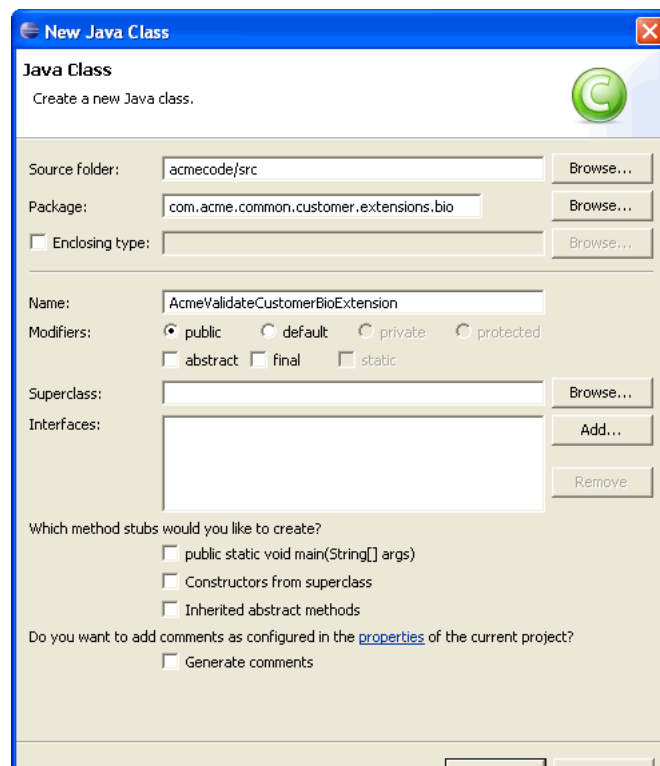 New Java Class
Java Class
Create a new Java class.
Source folder: acmecode/src Browse...
Package: com.acme.common.customer.extensions.bio Browse...
Enclosing type: Browse...
Name: AcmeValidateCustomerBioExtension
Modifiers: public default private protected
abstract final static
Superclass: Browse...
Interfaces: Add...
Remove
Which method stubs would you like to create?
public static void main(String[] args)
Constructors from superclass
Inherited abstract methods
Do you want to add comments as configured in the properties of the current project?
Generate comments